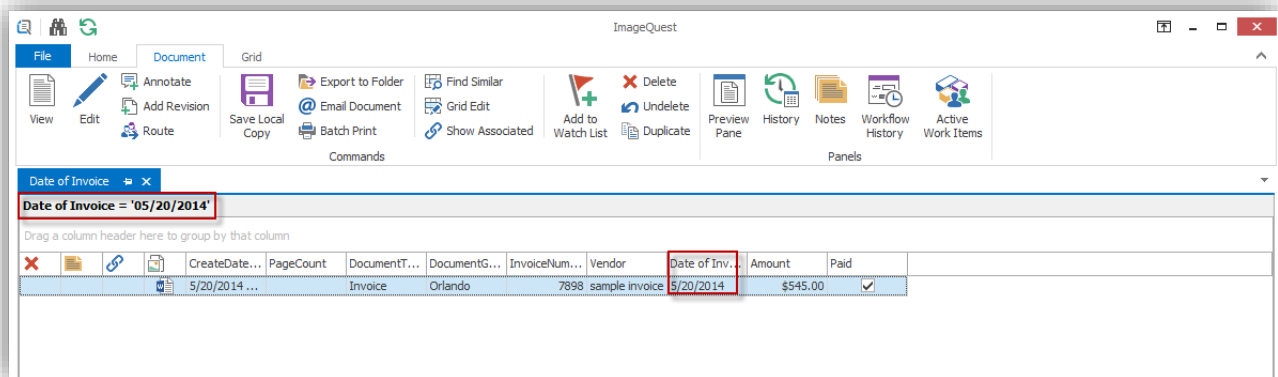 ImageQuest
File Home Document Grid
View
Edit
Annotate
Add Revision
Route
Save Local
Copy
Export to Folder
Email Document
Batch Print
Find Similar
Grid Edit
Show Associated
Add to
Watch List
Delete
Undelete
Duplicate
Commands
Preview
Pane
History
Notes
Workflow
History
Active
Work Items
Panels
Date of Invoice
Date of Invoice = '05/20/2014'
Drag a column header here to group by that column
CreateDate... PageCount DocumentT... DocumentG... InvoiceNum... Vendor Date of Inv... Amount Paid
5/20/2014 ... Invoice Orlando 7898 sample invoice 5/20/2014 $545.00